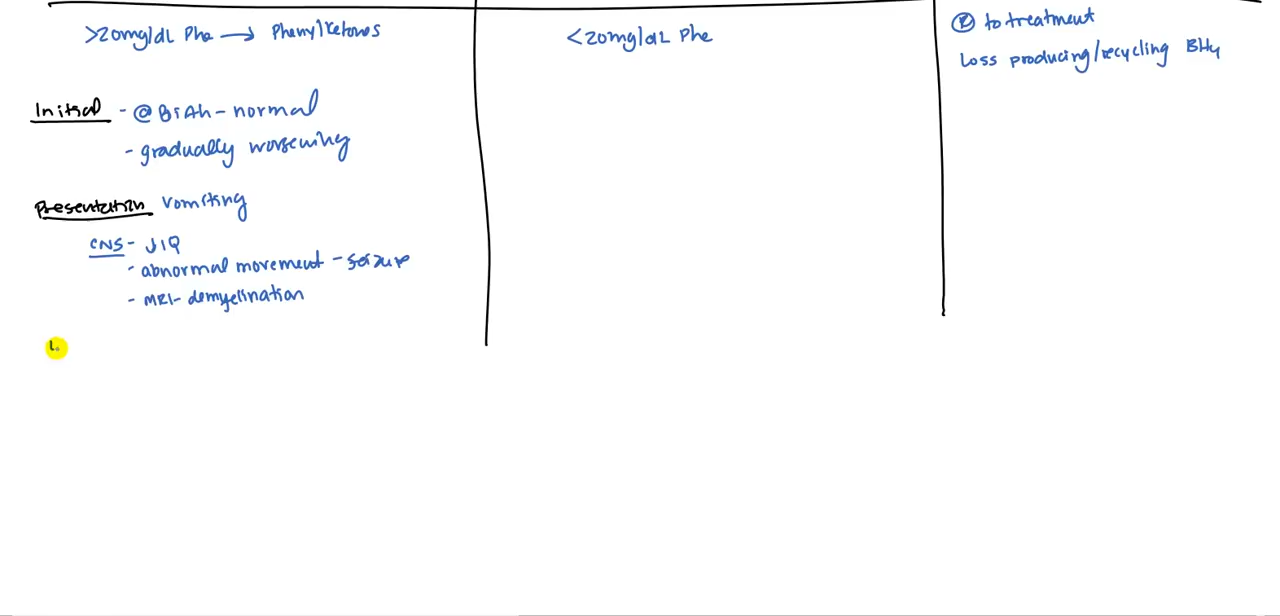 >20mg/dL Phe → Phenylketones
Initial - @ Birth - normal
- gradually worsening
Presentation vomiting
CNS - ↓IQ
- abnormal movement - seizure
- MRI - demyelination
<20mg/dL Phe
Ⓡ to treatment
Loss producing/recycling BH4